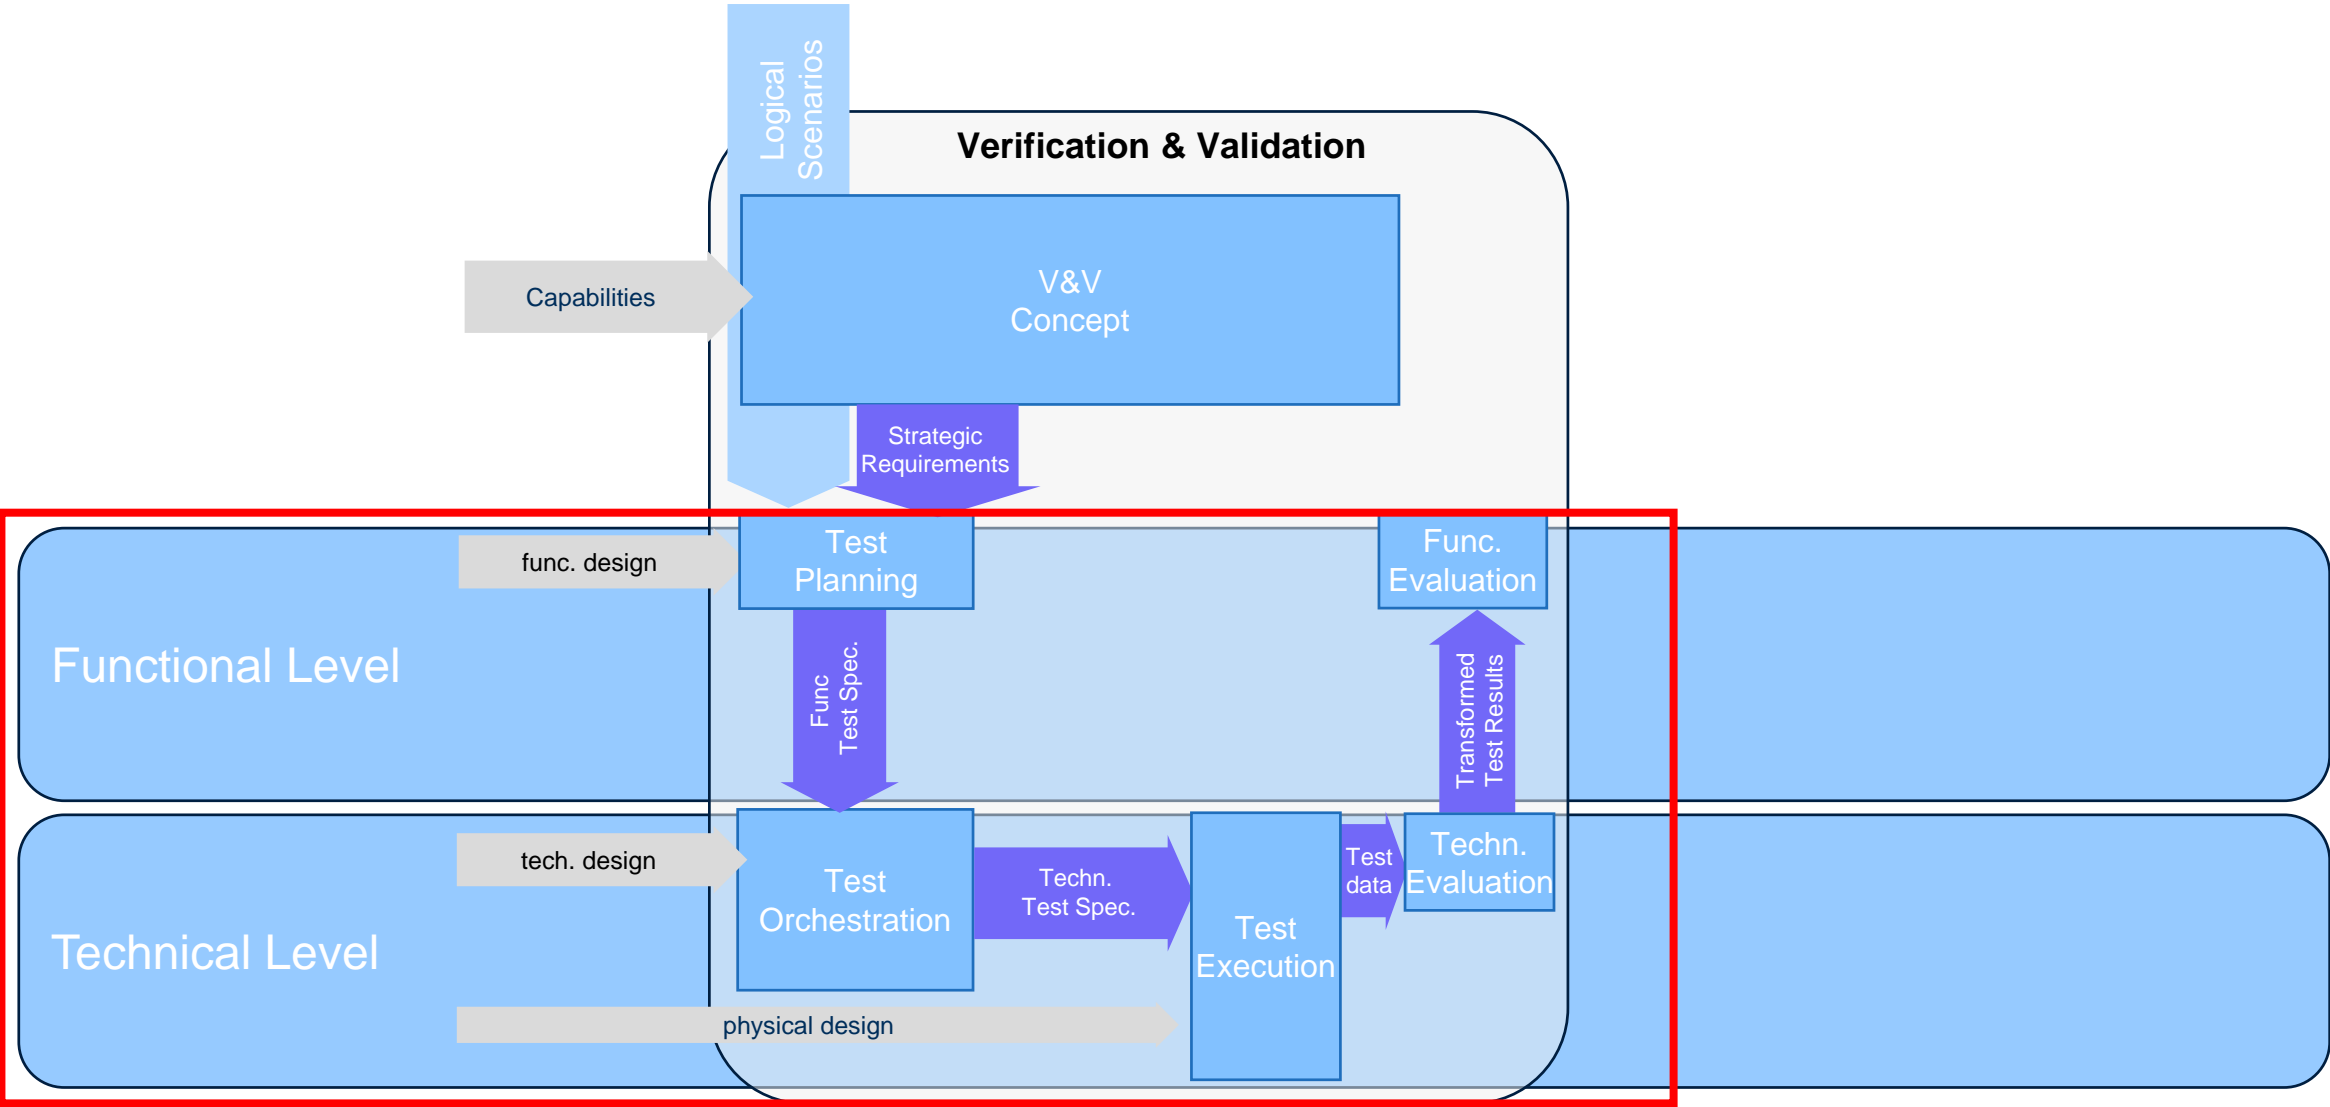 Logical
Scenarios
Verification & Validation
Capabilities
V&V
Concept
Strategic
Requirements
func. design
Test
Planning
Func.
Evaluation
Functional Level
Func
Test Spec.
Transformed
Test Results
tech. design
Test
Orchestration
Techn.
Test Spec.
Test
Execution
Test
data
Techn.
Evaluation
Technical Level
physical design